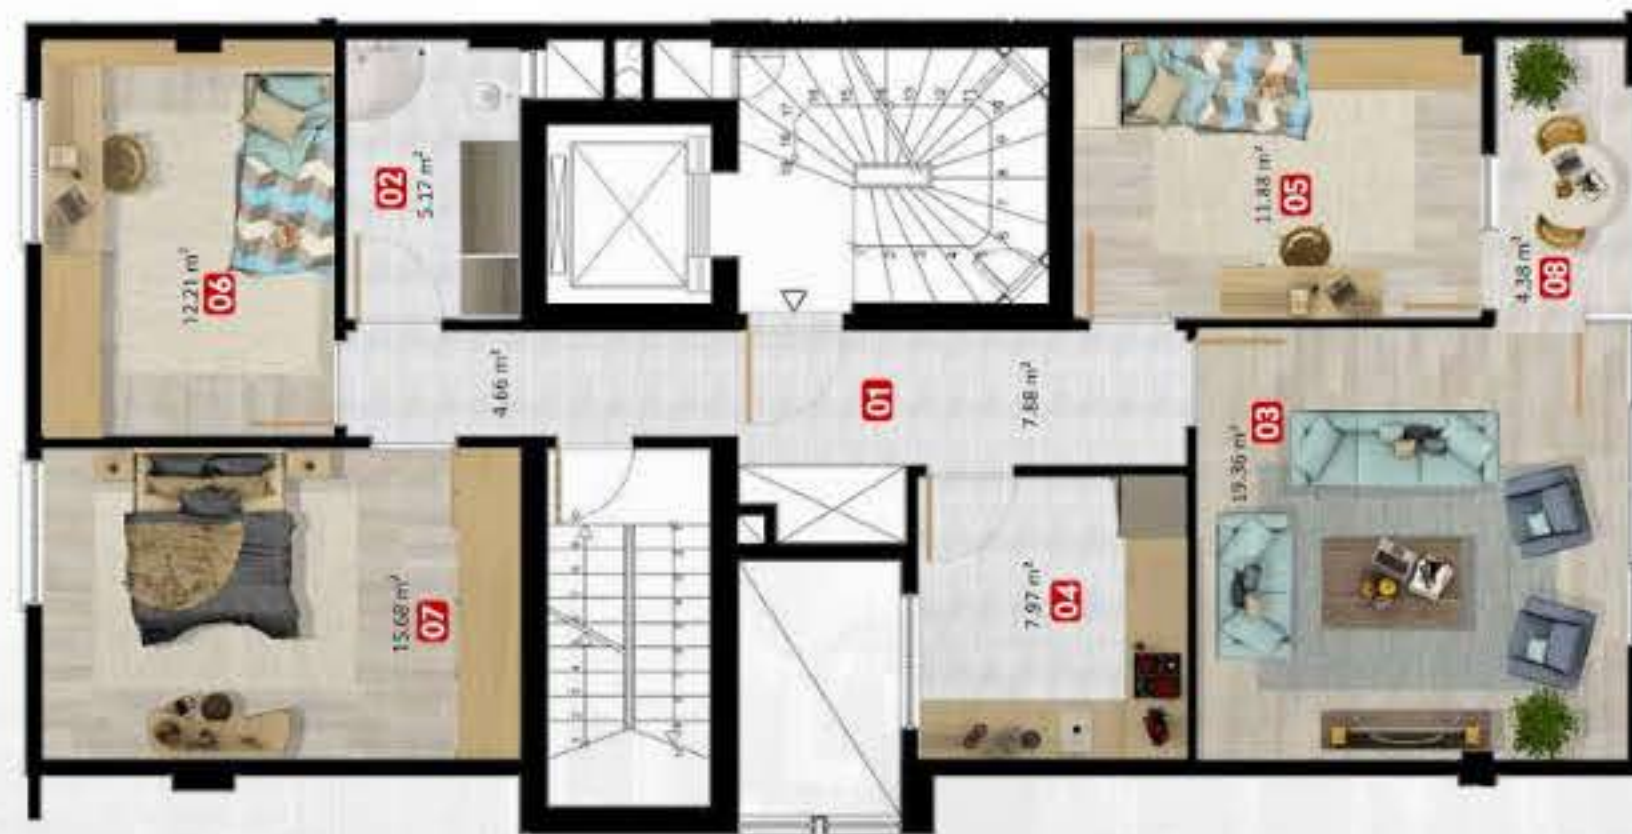 06
12.21 m²
02
5.17 m²
05
11.88 m²
08
4.38 m²
4.66 m²
01
7.68 m²
03
19.36 m²
07
15.68 m²
04
7.97 m²